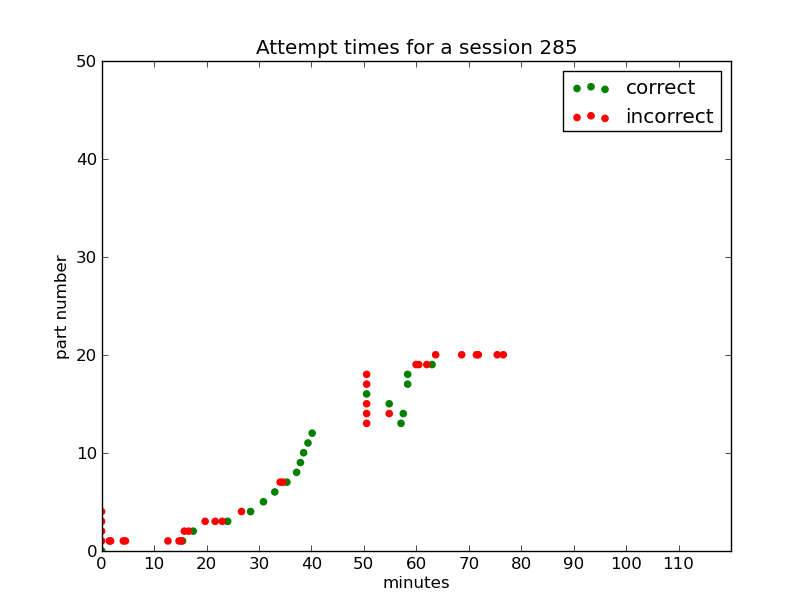 Attempt times for a session 285
correct
incorrect
50
40
30
20
10
0
part number
0 10 20 30 40 50 60 70 80 90 100 110
minutes